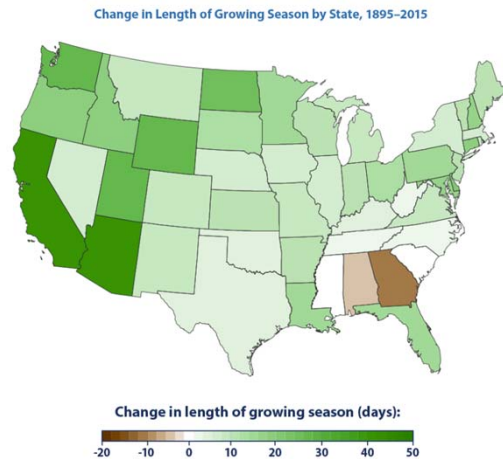 Change in Length of Growing Season by State, 1895–2015
Change in length of growing season (days):
-20 -10 0 10 20 30 40 50